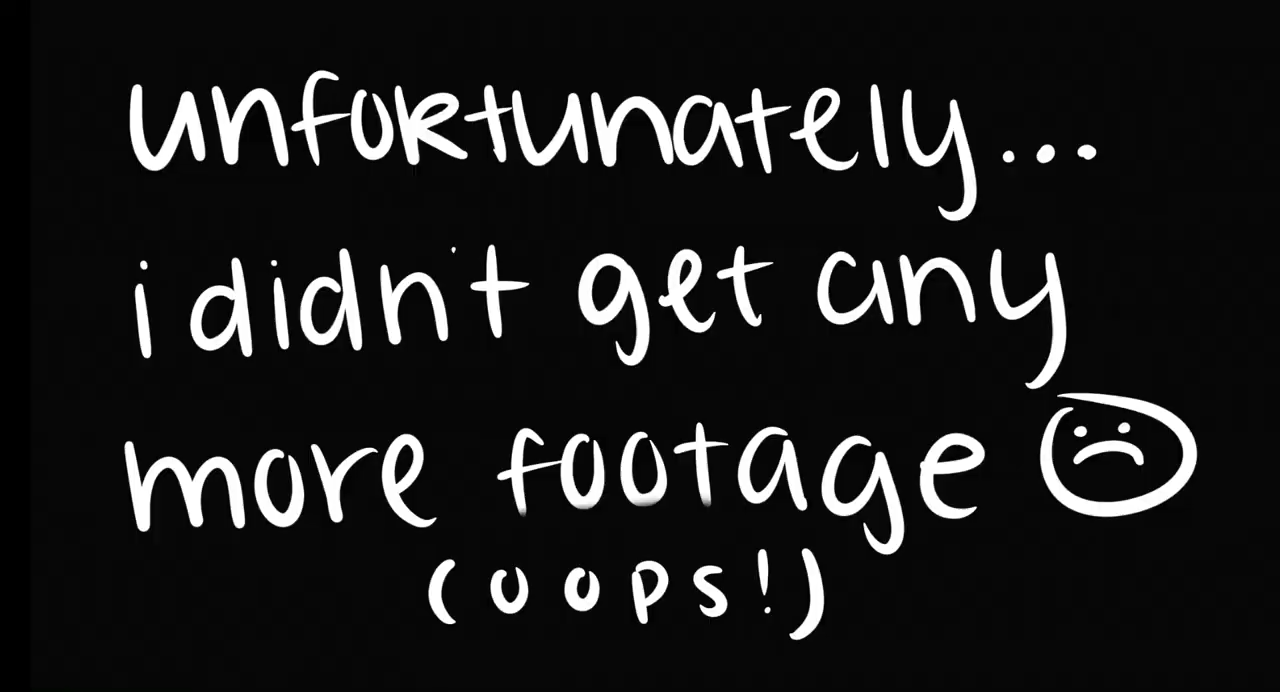 unfortunately...
i didn't get any
more footage
(oops!)